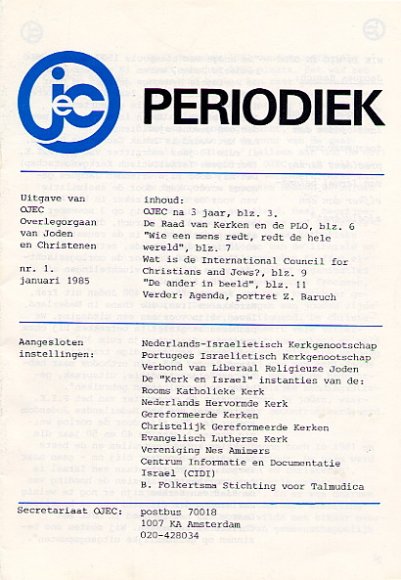 jec PERIODIEK
Uitgave van
OJEC
Overlegorgaan
van Joden
en Christenen
nr. 1.
januari 1985
inhoud:
OJEC na 3 jaar, blz. 3.
De Raad van Kerken en de PLO, blz. 6
"Wie een mens redt, redt de hele
wereld", blz. 7
Wat is de International Council for
Christians and Jews?, blz. 9
"De ander in beeld", blz. 11
Verder: Agenda, portret Z. Baruch
Aangesloten
instellingen:
Nederlands-Israelietisch Kerkgenootschap
Portugees Israelietisch Kerkgenootschap
Verbond van Liberaal Religieuze Joden
De "Kerk en Israel" instanties van de:
Rooms Katholieke Kerk
Nederlands Hervormde Kerk
Gereformeerde Kerken
Christelijk Gereformeerde Kerken
Evangelisch Lutherse Kerk
Vereniging Nes Amimers
Centrum Informatie en Documentatie
Israel (CIDI)
B. Folkertsma Stichting voor Talmudica
Secretariaat OJEC: postbus 70018
1007 KA Amsterdam
020-428034